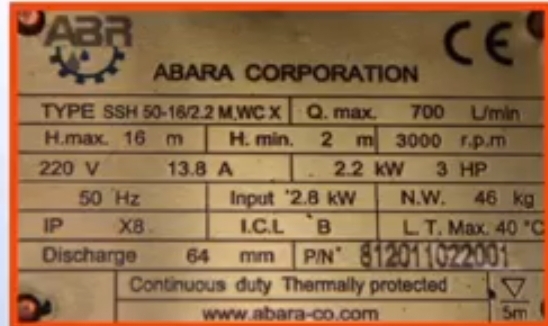 ABR
CE
ABARA CORPORATION
TYPE SSH 50-16/2.2 M,WC X Q. max. 700 L/min
H.max. 16 m H. min. 2 m 3000 r.p.m
220 V 13.8 A 2.2 kW 3 HP
50 Hz Input 2.8 kW N.W. 46 kg
IP X8 I.C.L B L. T. Max. 40 °C
Discharge 64 mm P/N° 812011022001
Continuous duty Thermally protected
www.abara-co.com 5m